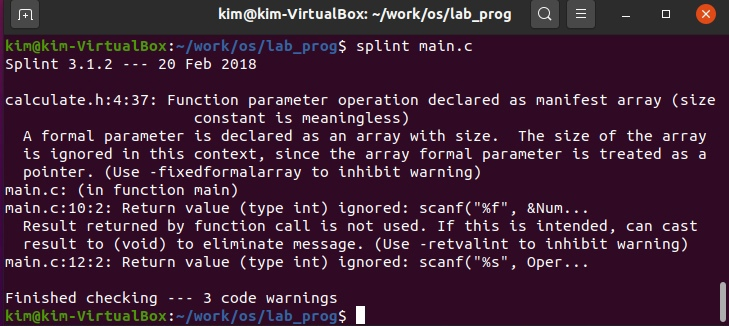 kim@kim-VirtualBox: ~/work/os/lab_prog
kim@kim-VirtualBox:~/work/os/lab_prog$ splint main.c
Splint 3.1.2 --- 20 Feb 2018
calculate.h:4:37: Function parameter operation declared as manifest array (size
constant is meaningless)
A formal parameter is declared as an array with size.  The size of the array
is ignored in this context, since the array formal parameter is treated as a
pointer. (Use -fixedformalarray to inhibit warning)
main.c: (in function main)
main.c:10:2: Return value (type int) ignored: scanf("%f", &Num...
Result returned by function call is not used. If this is intended, can cast
result to (void) to eliminate message. (Use -retvalint to inhibit warning)
main.c:12:2: Return value (type int) ignored: scanf("%s", Oper...
Finished checking --- 3 code warnings
kim@kim-VirtualBox:~/work/os/lab_prog$